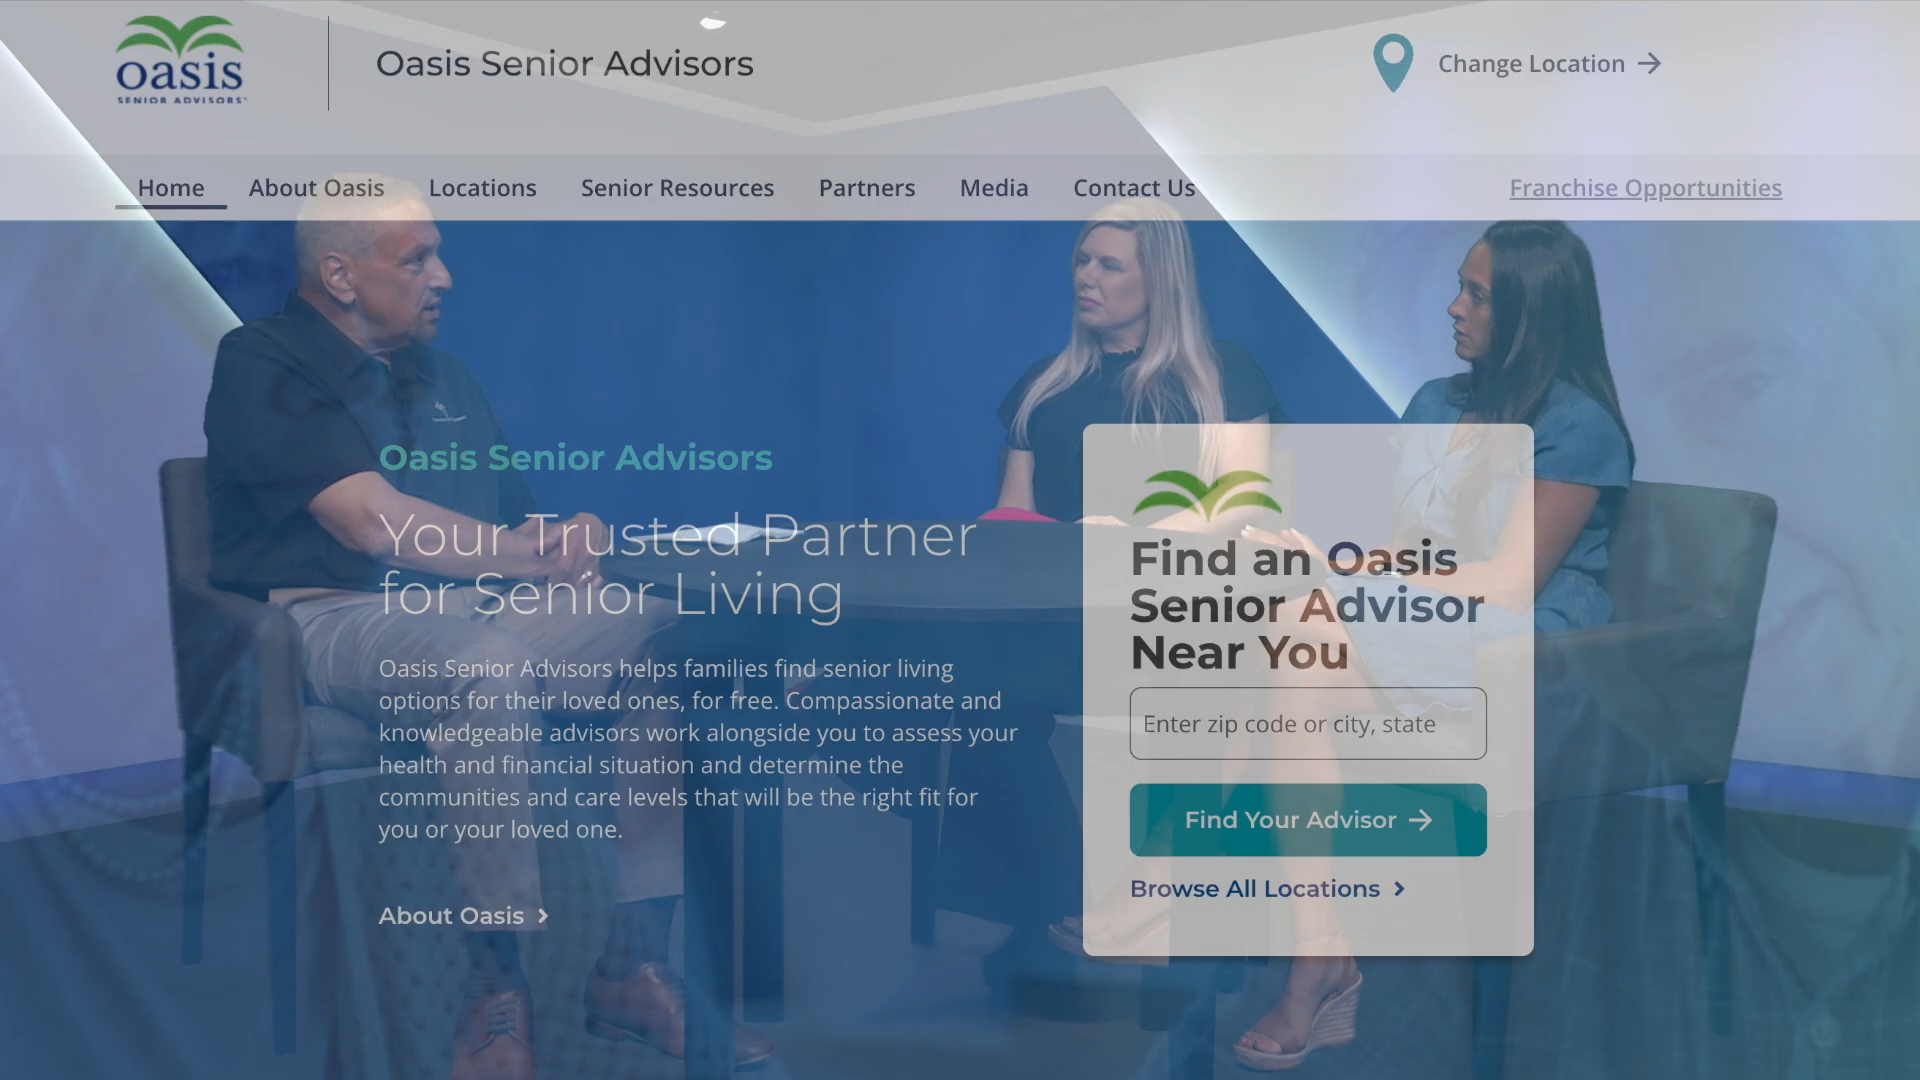 oasis
SENIOR ADVISORS
Oasis Senior Advisors
Change Location
Home About Oasis Locations Senior Resources Partners Media Contact Us Franchise Opportunities
Oasis Senior Advisors
Your Trusted Partner
for Senior Living
Oasis Senior Advisors helps families find senior living
options for their loved ones, for free. Compassionate and
knowledgeable advisors work alongside you to assess your
health and financial situation and determine the
communities and care levels that will be the right fit for
you or your loved one.
About Oasis
Find an Oasis
Senior Advisor
Near You
Enter zip code or city, state
Find Your Advisor
Browse All Locations